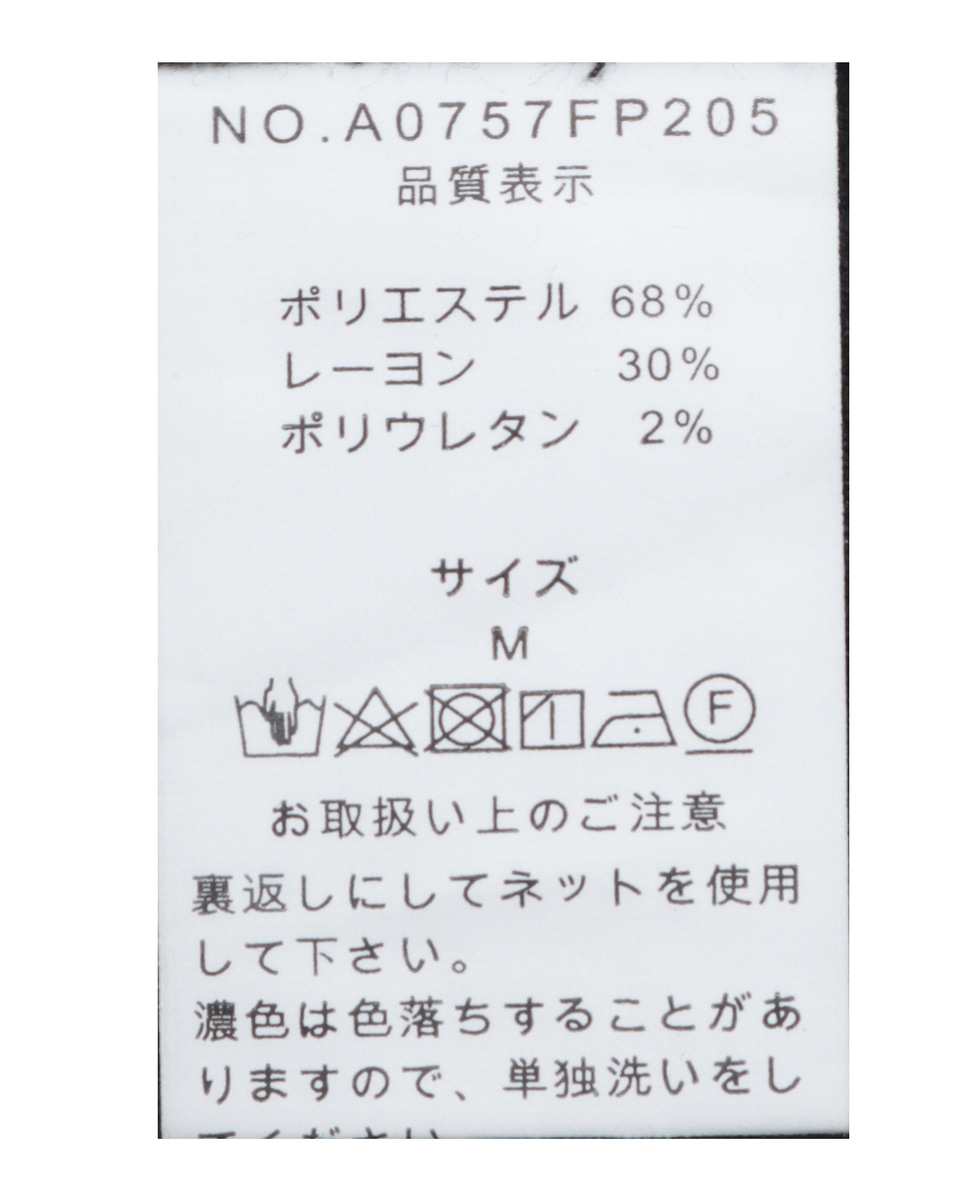 NO.A0757FP205
品質表示
ポリエステル 68%
レーヨン 30%
ポリウレタン 2%
サイズ
M
F
お取扱い上のご注意
裏返しにしてネットを使用
して下さい。
濃色は色落ちすることがあ
りますので、単独洗いをし